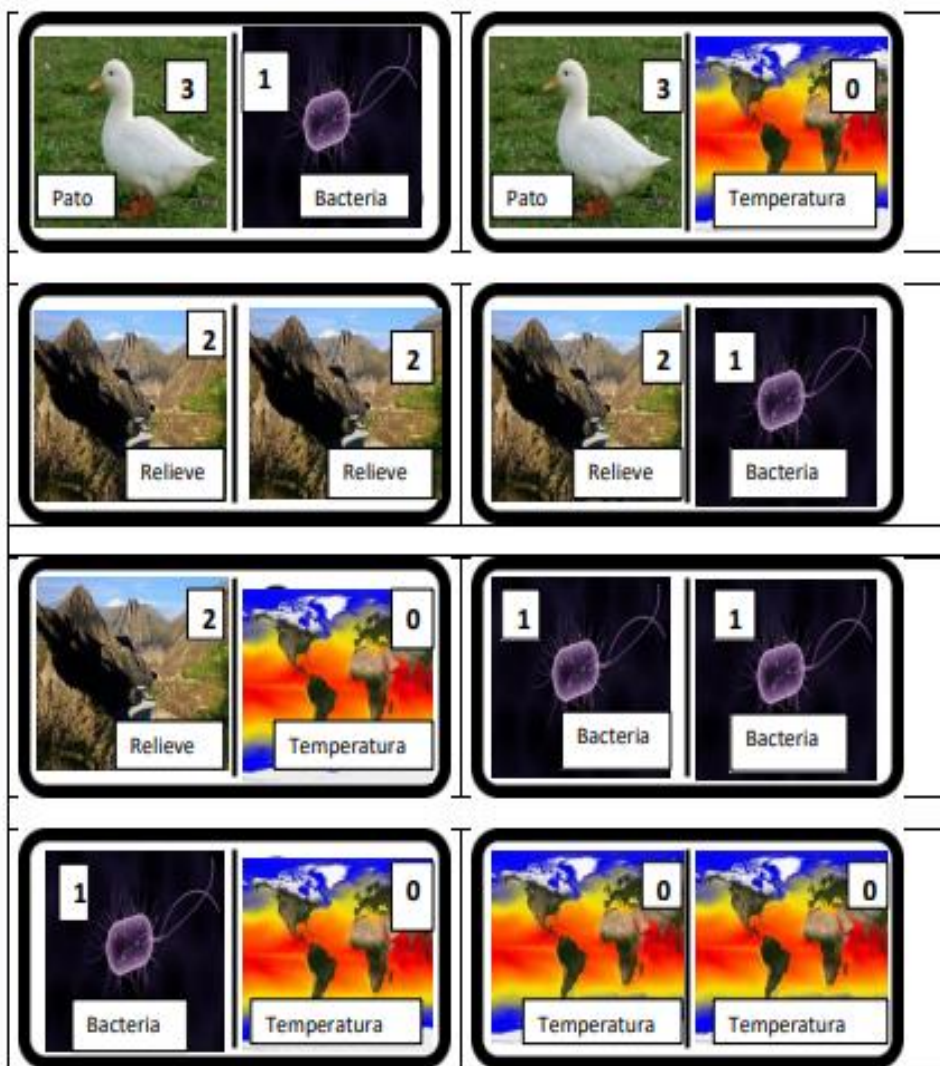 3
1
Pato
Bacteria
3
0
Pato
Temperatura
2
2
Relieve
Relieve
2
1
Relieve
Bacteria
2
0
Relieve
Temperatura
1
1
Bacteria
Bacteria
1
0
Bacteria
Temperatura
0
0
Temperatura
Temperatura